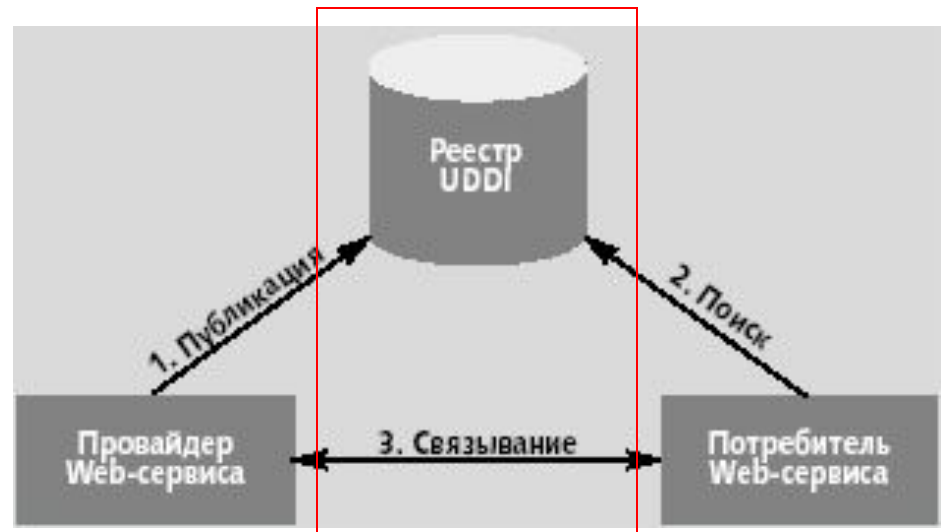 Реестр
UDDI
1. Публикация
2. Поиск
Провайдер
Web-сервиса
3. Связывание
Потребитель
Web-сервиса